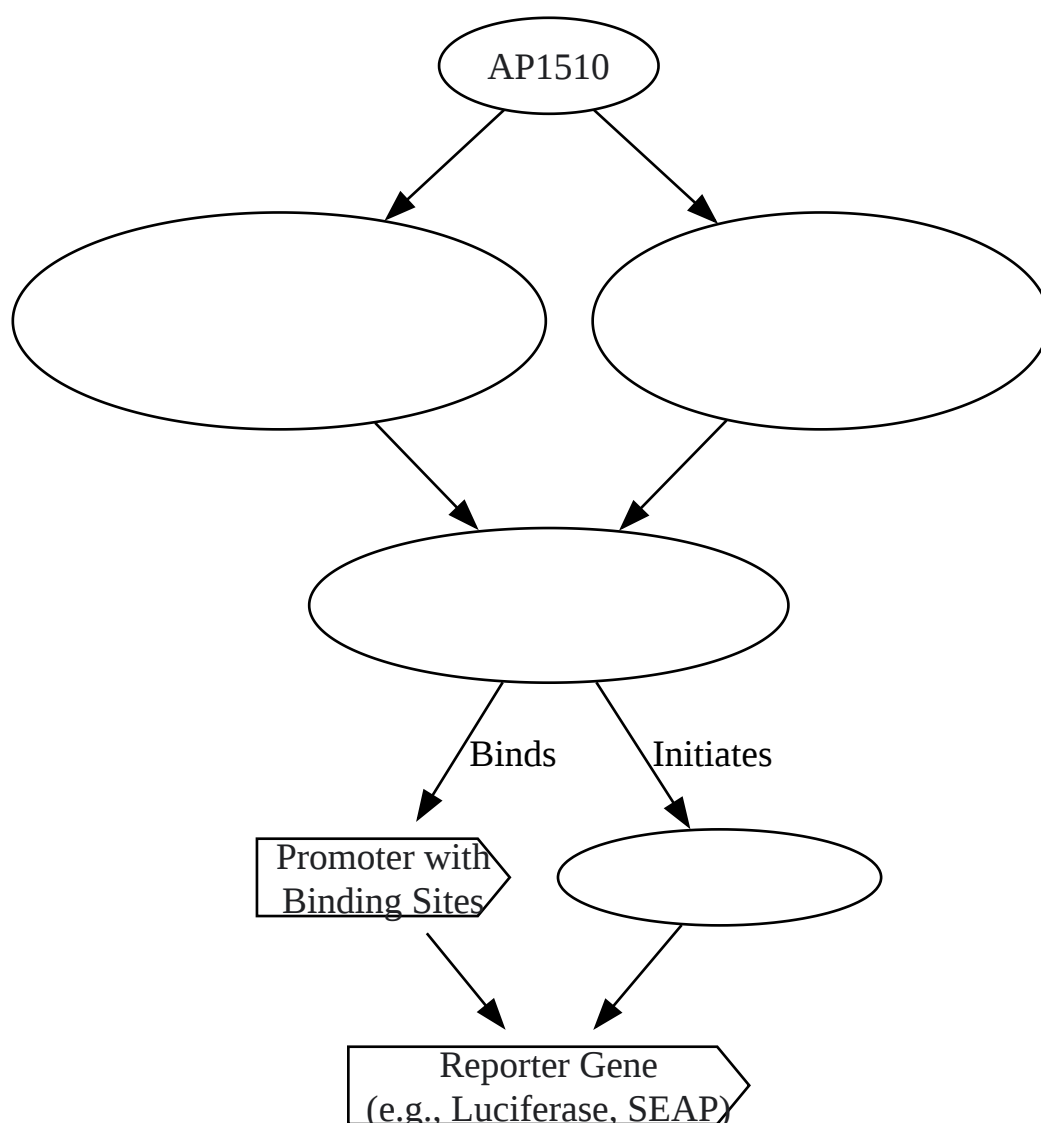 AP1510
Binds
Initiates
Promoter with
Binding Sites
Reporter Gene
(e.g., Luciferase, SEAP)